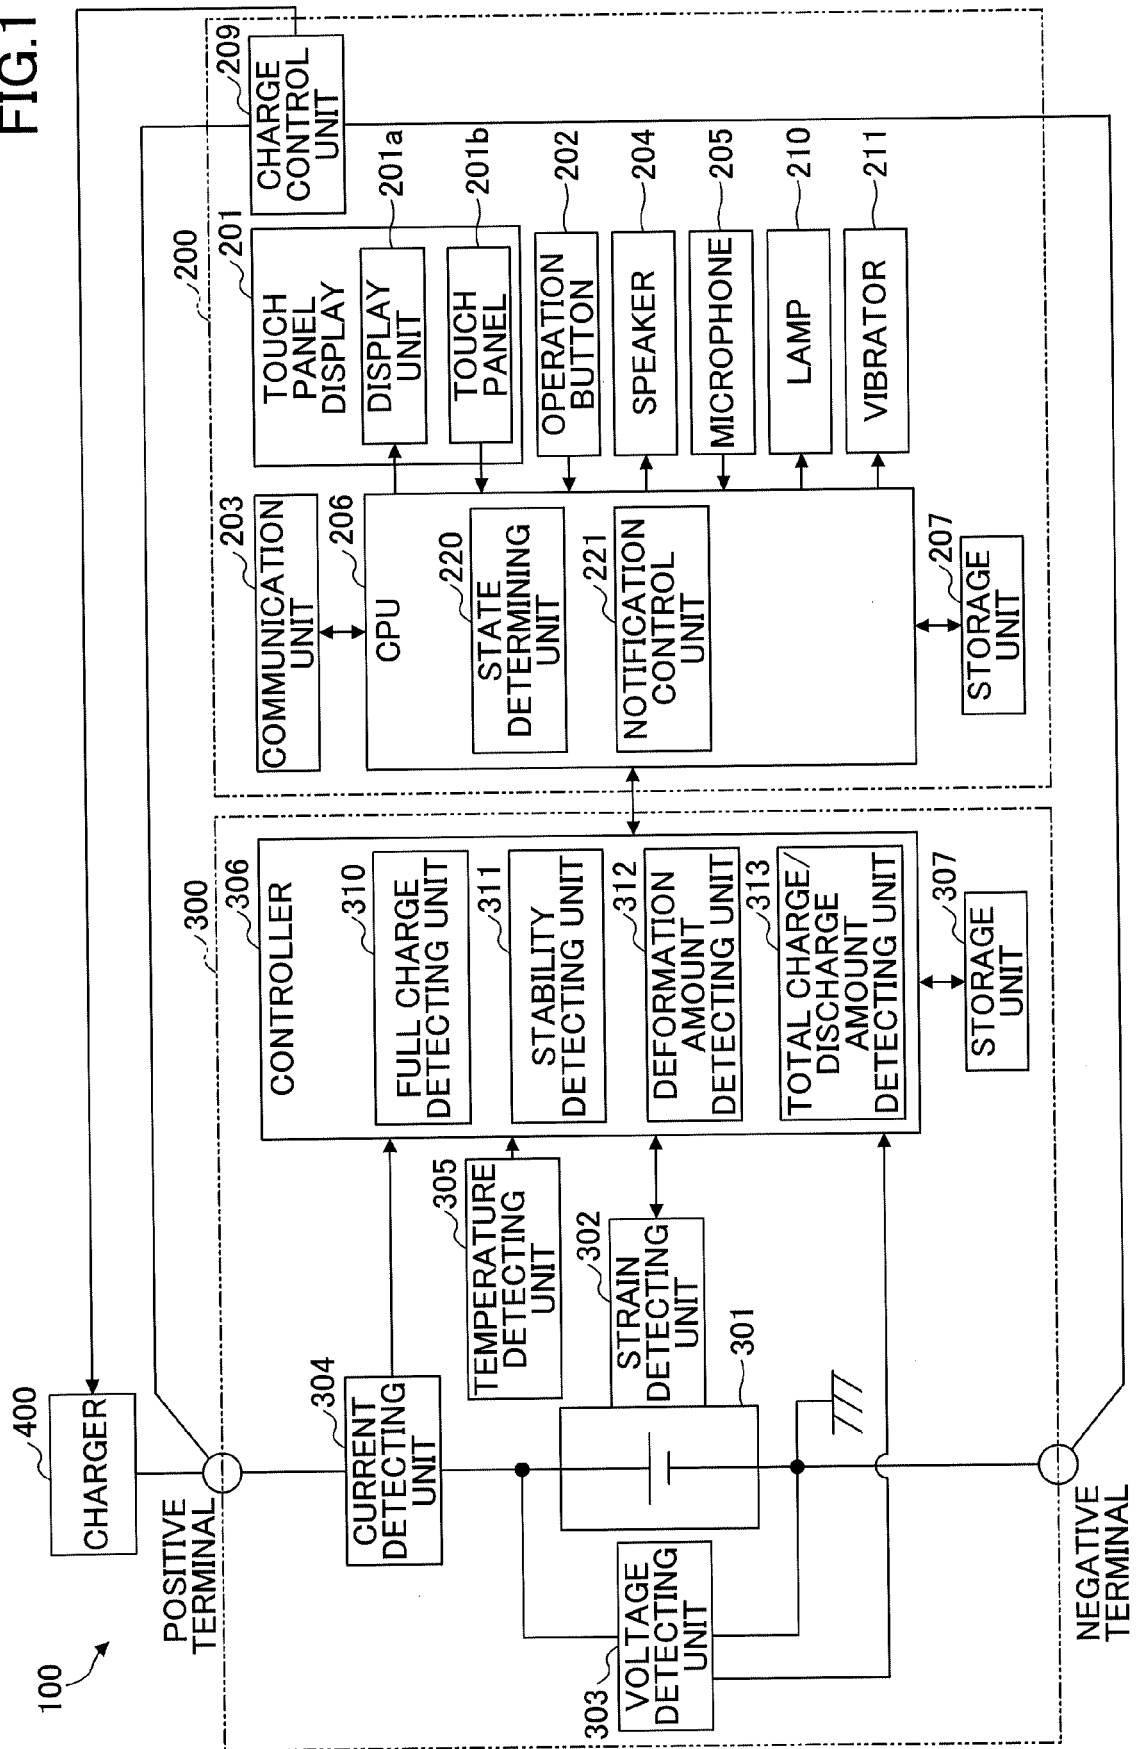 FIG.1
100
400
CHARGER
POSITIVE
TERMINAL
300
304
CURRENT
DETECTING
UNIT
303
VOLTAGE
DETECTING
UNIT
301
302
STRAIN
DETECTING
UNIT
305
TEMPERATURE
DETECTING
UNIT
NEGATIVE
TERMINAL
306
CONTROLLER
310
FULL CHARGE
DETECTING UNIT
311
STABILITY
DETECTING UNIT
312
DEFORMATION
AMOUNT
DETECTING UNIT
313
TOTAL CHARGE/
DISCHARGE
AMOUNT
DETECTING UNIT
307
STORAGE
UNIT
200
203
COMMUNICATION
UNIT
206
CPU
220
STATE
DETERMINING
UNIT
221
NOTIFICATION
CONTROL
UNIT
207
STORAGE
UNIT
201
TOUCH
PANEL
DISPLAY
201a
DISPLAY
UNIT
201b
TOUCH
PANEL
202
OPERATION
BUTTON
204
SPEAKER
205
MICROPHONE
210
LAMP
211
VIBRATOR
209
CHARGE
CONTROL
UNIT